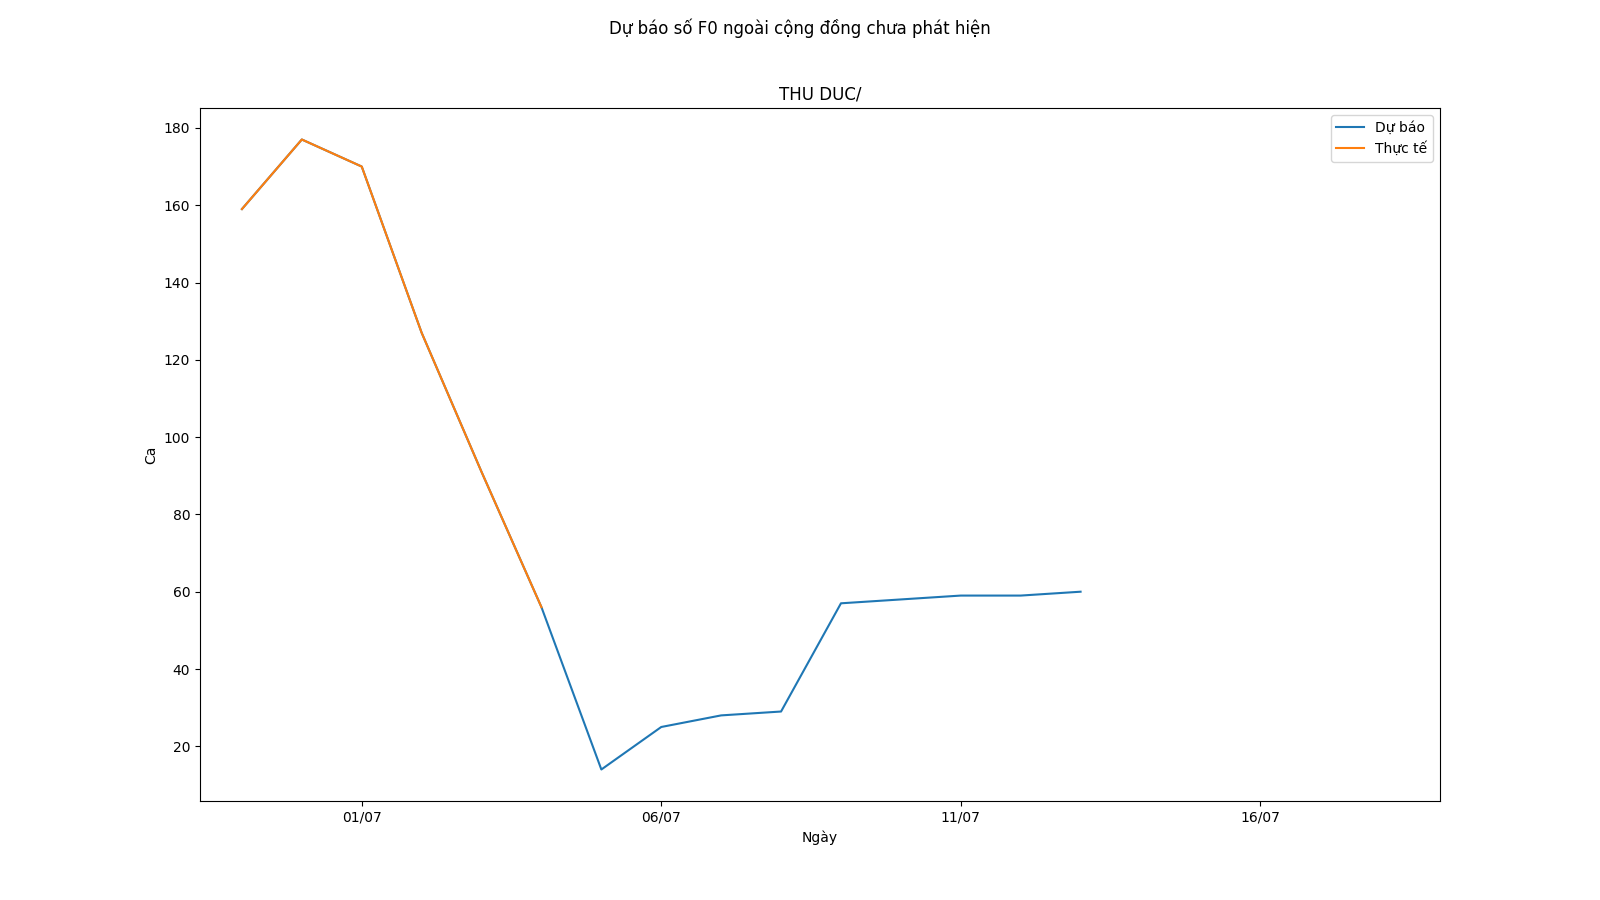 Dự báo số F0 ngoài cộng đồng chưa phát hiện
THU DUC/
Dự báo
Thực tế
180
160
140
120
100
80
60
40
20
Ca
01/07 06/07 11/07 16/07
Ngày